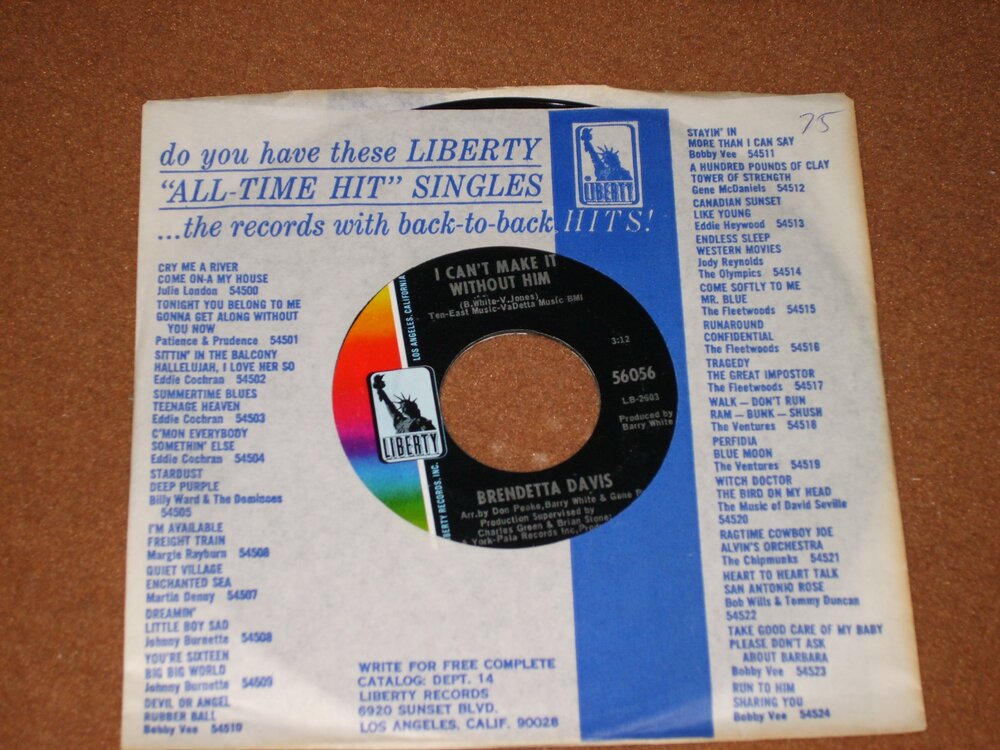 do you have these LIBERTY
"ALL-TIME HIT" SINGLES
...the records with back-to-back HITS!
LIBERTY
75
CRY ME A RIVER
COME ON-A MY HOUSE
Julie London 54500
TONIGHT YOU BELONG TO ME
GONNA GET ALONG WITHOUT
YOU NOW
Patience & Prudence 54501
SITTIN' IN THE BALCONY
HALLELUJAH, I LOVE HER SO
Eddie Cochran 54502
SUMMERTIME BLUES
TEENAGE HEAVEN
Eddie Cochran 54503
C'MON EVERYBODY
SOMETHIN' ELSE
Eddie Cochran 54504
STARDUST
DEEP PURPLE
Billy Ward & The Dominoes
54505
I'M AVAILABLE
FREIGHT TRAIN
Margie Rayburn 54506
QUIET VILLAGE
ENCHANTED SEA
Martin Denny 54507
DREAMIN'
LITTLE BOY SAD
Johnny Burnette 54508
YOU'RE SIXTEEN
BIG BIG WORLD
Johnny Burnette 54509
DEVIL OR ANGEL
RUBBER BALL
Bobby Vee 54510
I CAN'T MAKE IT
WITHOUT HIM
(B.White-V.Jones)
Ten-East Music-VaDetta Music BMI
3:12
56056
LB-2603
Produced by
Barry White
LOS ANGELES, CALIFORNIA
LIBERTY
BERTY RECORDS, INC.
BRENDETTA DAVIS
Arr.by Don Peake, Barry White & Gene
Production Supervised by
Charles Green & Brian Stone
York-Pala Records Inc.
WRITE FOR FREE COMPLETE
CATALOG: DEPT. 14
LIBERTY RECORDS
6920 SUNSET BLVD.
LOS ANGELES, CALIF. 90028
STAYIN' IN
MORE THAN I CAN SAY
Bobby Vee 54511
A HUNDRED POUNDS OF CLAY
TOWER OF STRENGTH
Gene McDaniels 54512
CANADIAN SUNSET
LIKE YOUNG
Eddie Heywood 54513
ENDLESS SLEEP
WESTERN MOVIES
Jody Reynolds
The Olympics 54514
COME SOFTLY TO ME
MR. BLUE
The Fleetwoods 54515
RUNAROUND
CONFIDENTIAL
The Fleetwoods 54516
TRAGEDY
THE GREAT IMPOSTOR
The Fleetwoods 54517
WALK — DON'T RUN
RAM — BUNK — SHUSH
The Ventures 54518
PERFIDIA
BLUE MOON
The Ventures 54519
WITCH DOCTOR
THE BIRD ON MY HEAD
The Music of David Seville
54520
RAGTIME COWBOY JOE
ALVIN'S ORCHESTRA
The Chipmunks 54521
HEART TO HEART TALK
SAN ANTONIO ROSE
Bob Wills & Tommy Duncan
54522
TAKE GOOD CARE OF MY BABY
PLEASE DON'T ASK
ABOUT BARBARA
Bobby Vee 54523
RUN TO HIM
SHARING YOU
Bobby Vee 54524